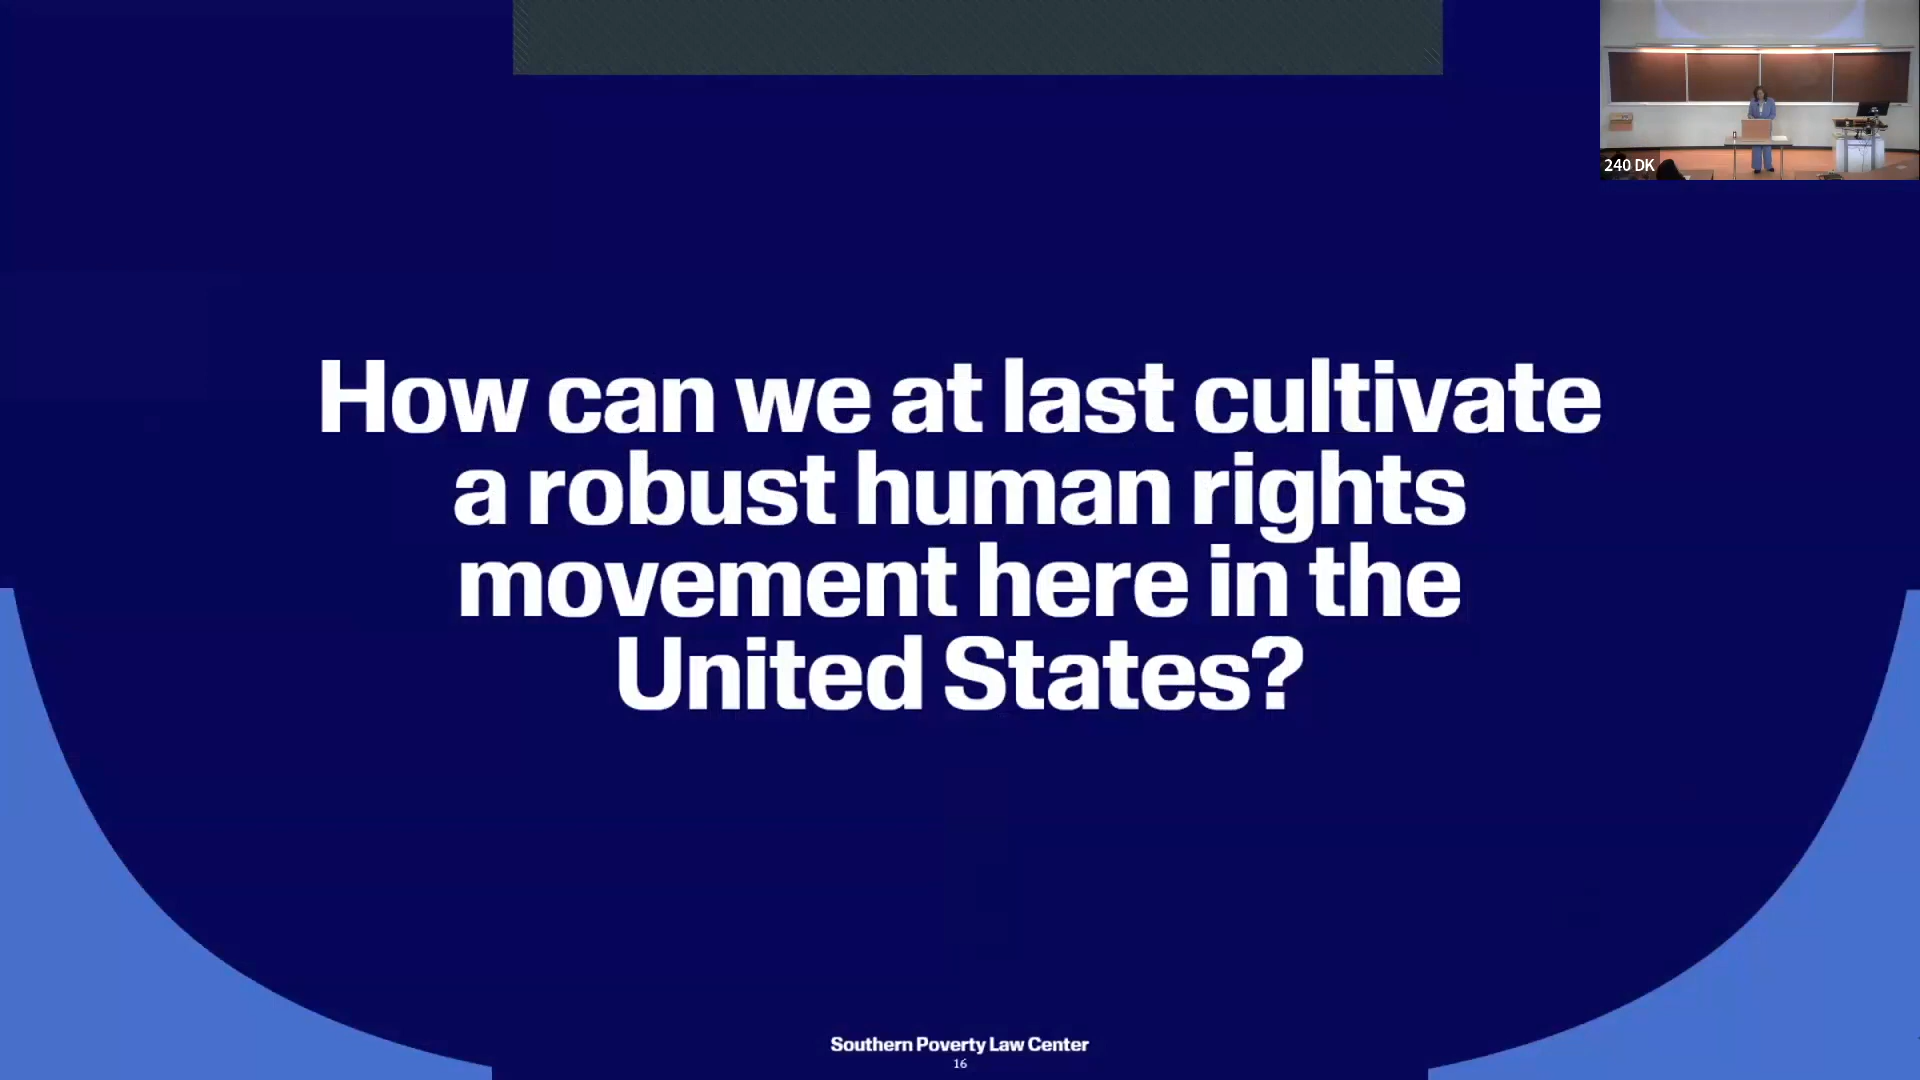 240 DK
How can we at last cultivate
a robust human rights
movement here in the
United States?
Southern Poverty Law Center
16